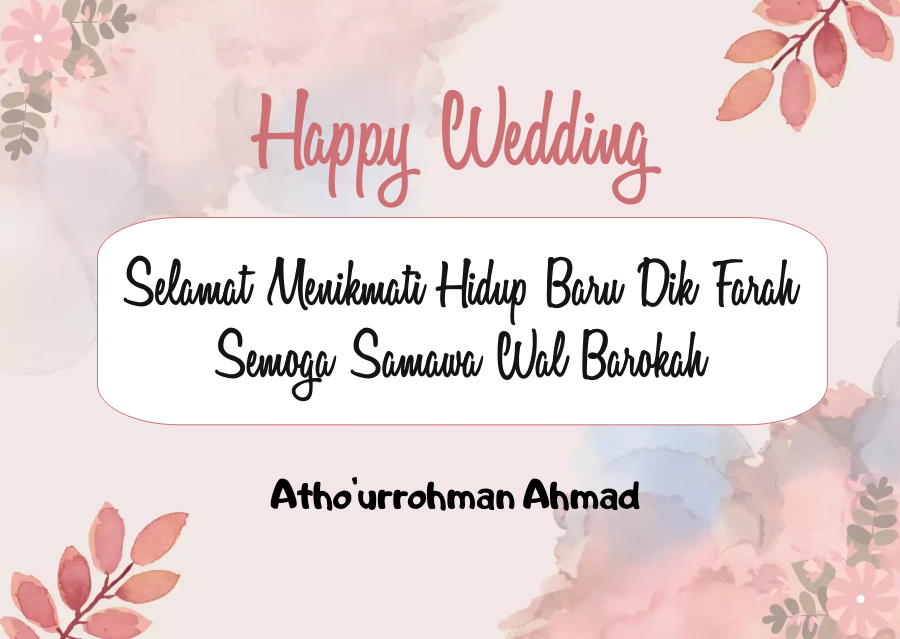 Happy Wedding
Selamat Menikmati Hidup Baru Dik Farah
Semoga Samawa Wal Barokah
Atho'urrohman Ahmad